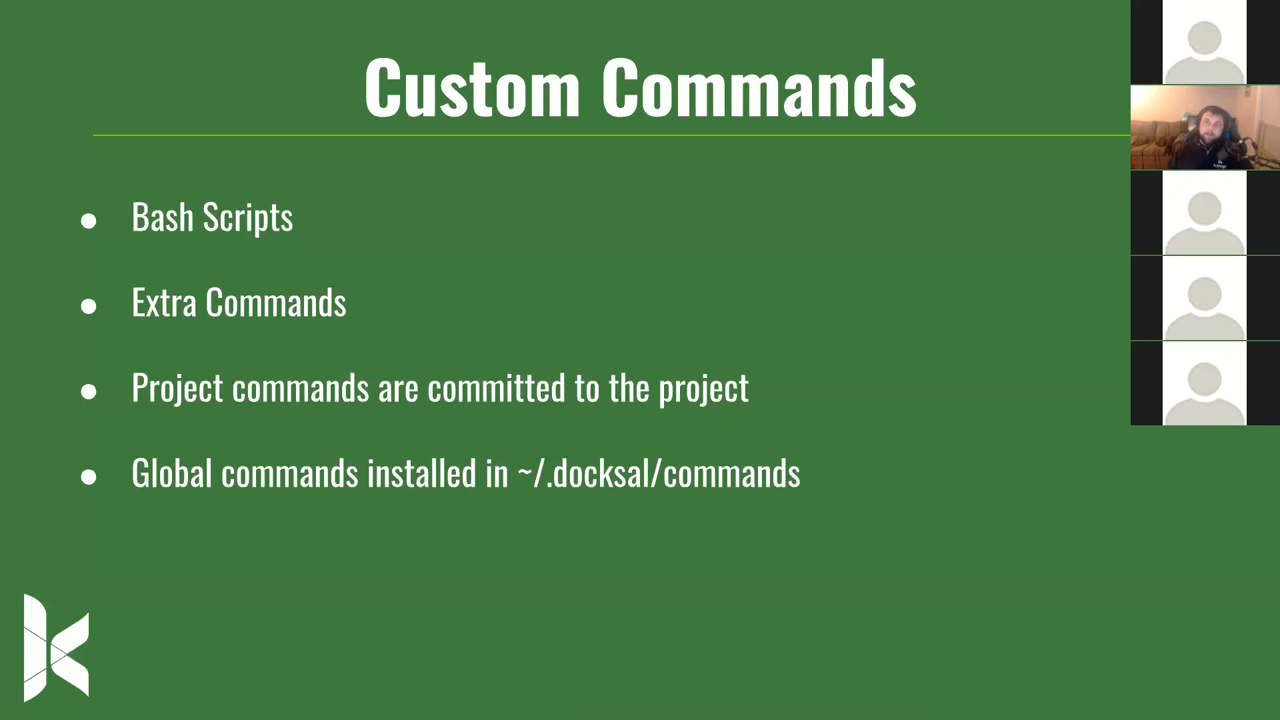 Custom Commands
Bash Scripts
Extra Commands
Project commands are committed to the project
Global commands installed in ~/.docksal/commands